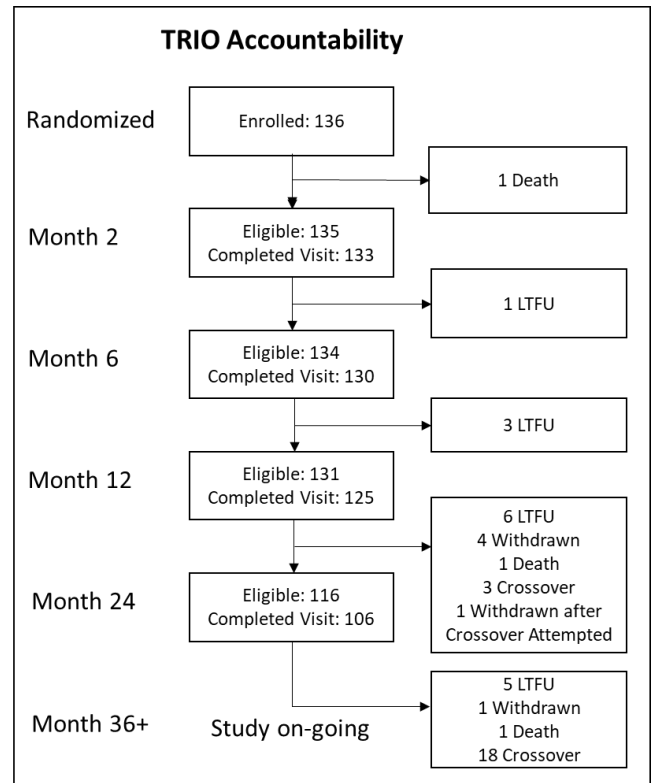 TRIO Accountability
Randomized
Enrolled: 136
1 Death
Month 2
Eligible: 135
Completed Visit: 133
1 LTFU
Month 6
Eligible: 134
Completed Visit: 130
3 LTFU
Month 12
Eligible: 131
Completed Visit: 125
6 LTFU
4 Withdrawn
1 Death
3 Crossover
1 Withdrawn after
Crossover Attempted
Month 24
Eligible: 116
Completed Visit: 106
5 LTFU
1 Withdrawn
1 Death
18 Crossover
Month 36+
Study on-going